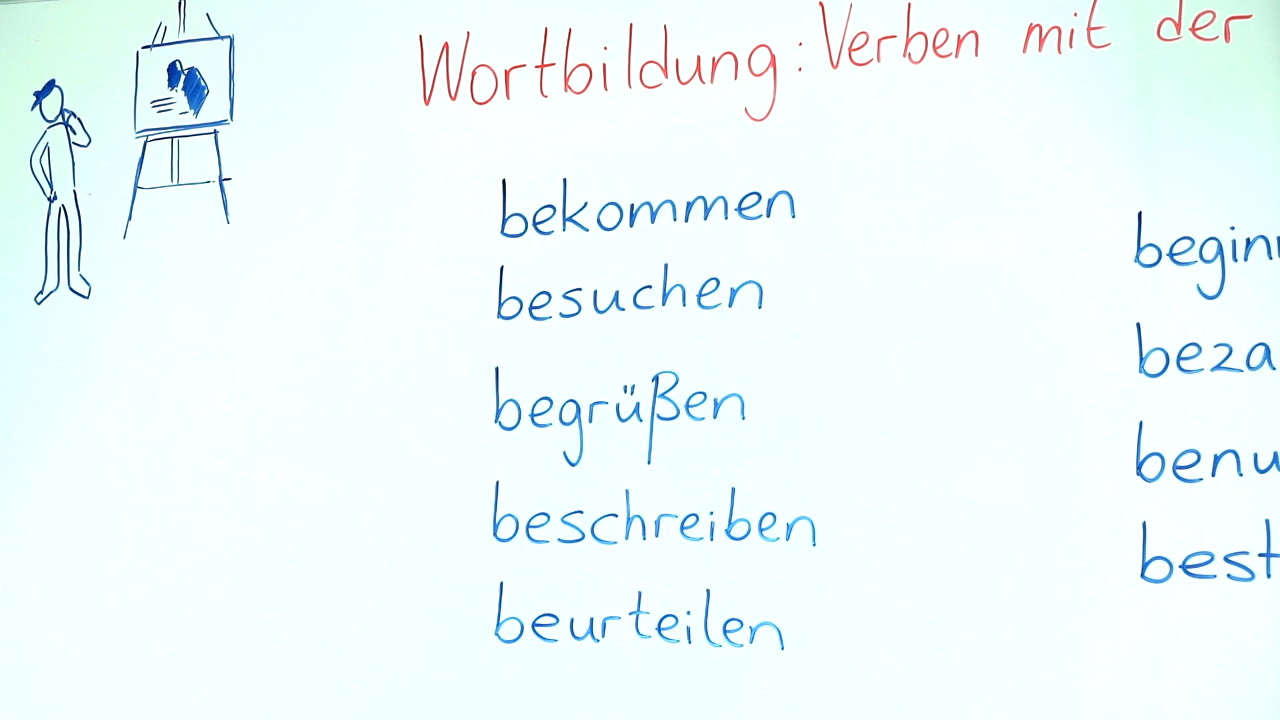 Wortbildung: Verben mit der
bekommen
besuchen
begrüßen
beschreiben
beurteilen